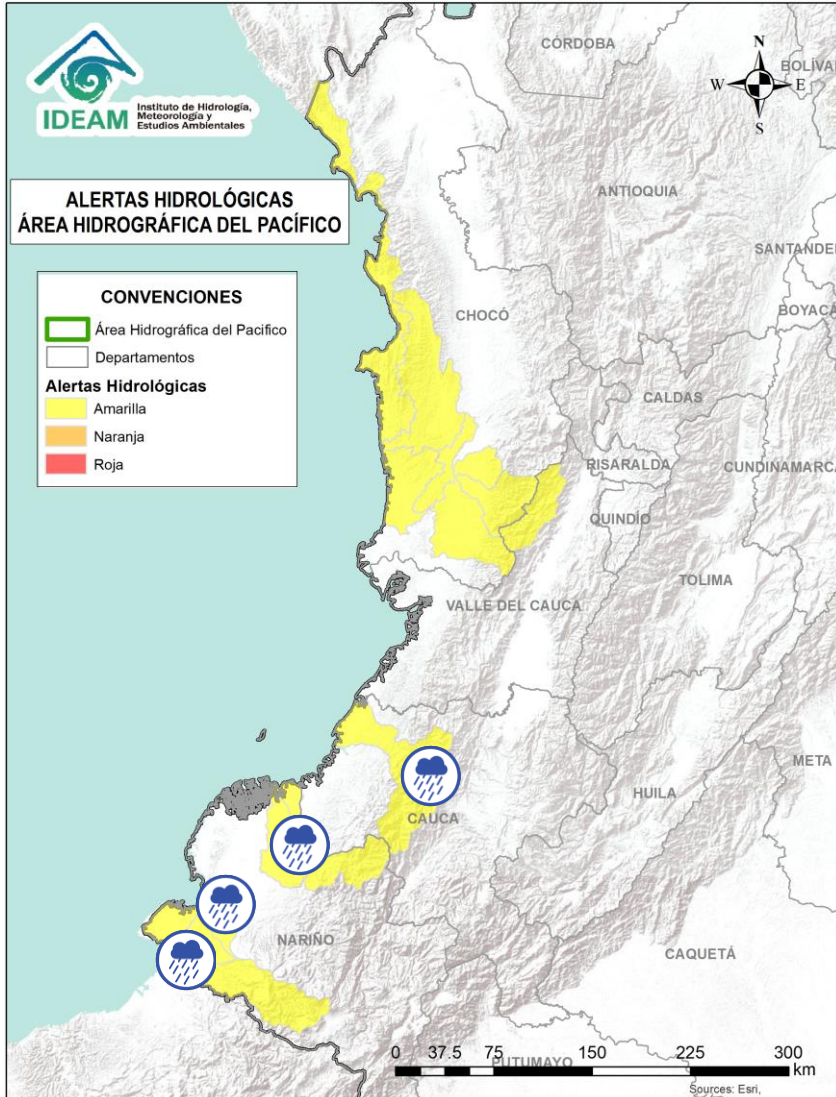 IDEAM
Instituto de Hidrología,
Meteorología y
Estudios Ambientales
ALERTAS HIDROLÓGICAS
ÁREA HIDROGRÁFICA DEL PACÍFICO
CONVENCIONES
Área Hidrográfica del Pacifico
Departamentos
Alertas Hidrológicas
Amarilla
Naranja
Roja
N
W
E
S
CÓRDOBA
BOLÍVAR
ANTIOQUIA
SANTANDER
BOYACÁ
CHOCÓ
CALDAS
RISARALDA
CUNDINAMARCA
QUINDÍO
TOLIMA
VALLE DEL CAUCA
META
HUILA
CAUCA
NARIÑO
CAQUETÁ
PUTUMAYO
0 37.5 75 150 225 300
km
Sources: Esri,